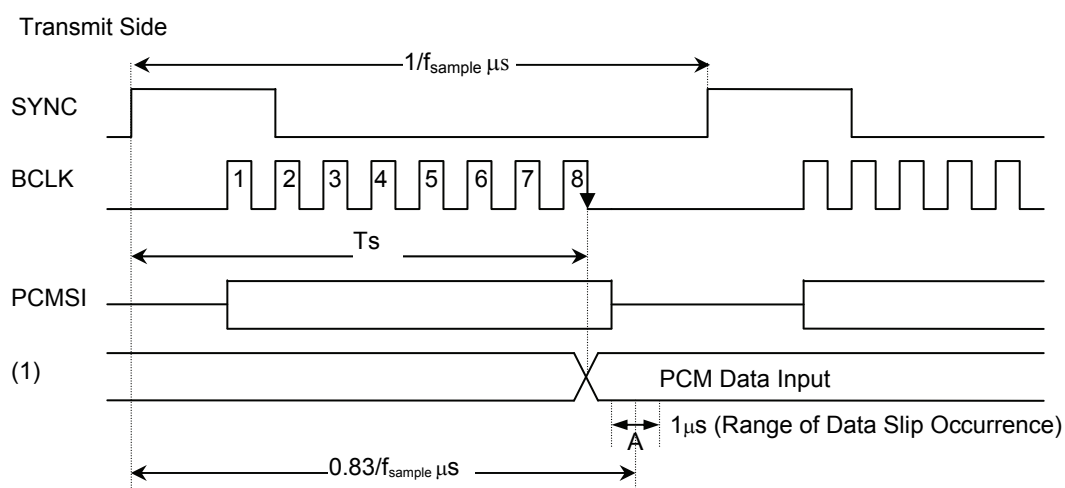 Transmit Side
1/fsample μs
SYNC
BCLK
1 2 3 4 5 6 7 8
Ts
PCMSI
(1)
PCM Data Input
1μs (Range of Data Slip Occurrence)
A
0.83/fsample μs